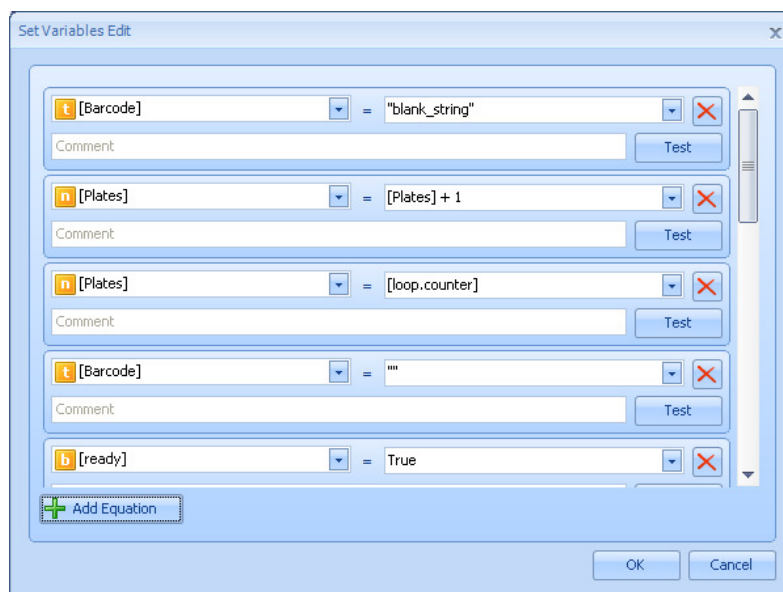 Set Variables Edit x
t [Barcode] = "blank_string"
Comment Test
n [Plates] = [Plates] + 1
Comment Test
n [Plates] = [loop.counter]
Comment Test
t [Barcode] = ""
Comment Test
b [ready] = True
Add Equation
OK Cancel